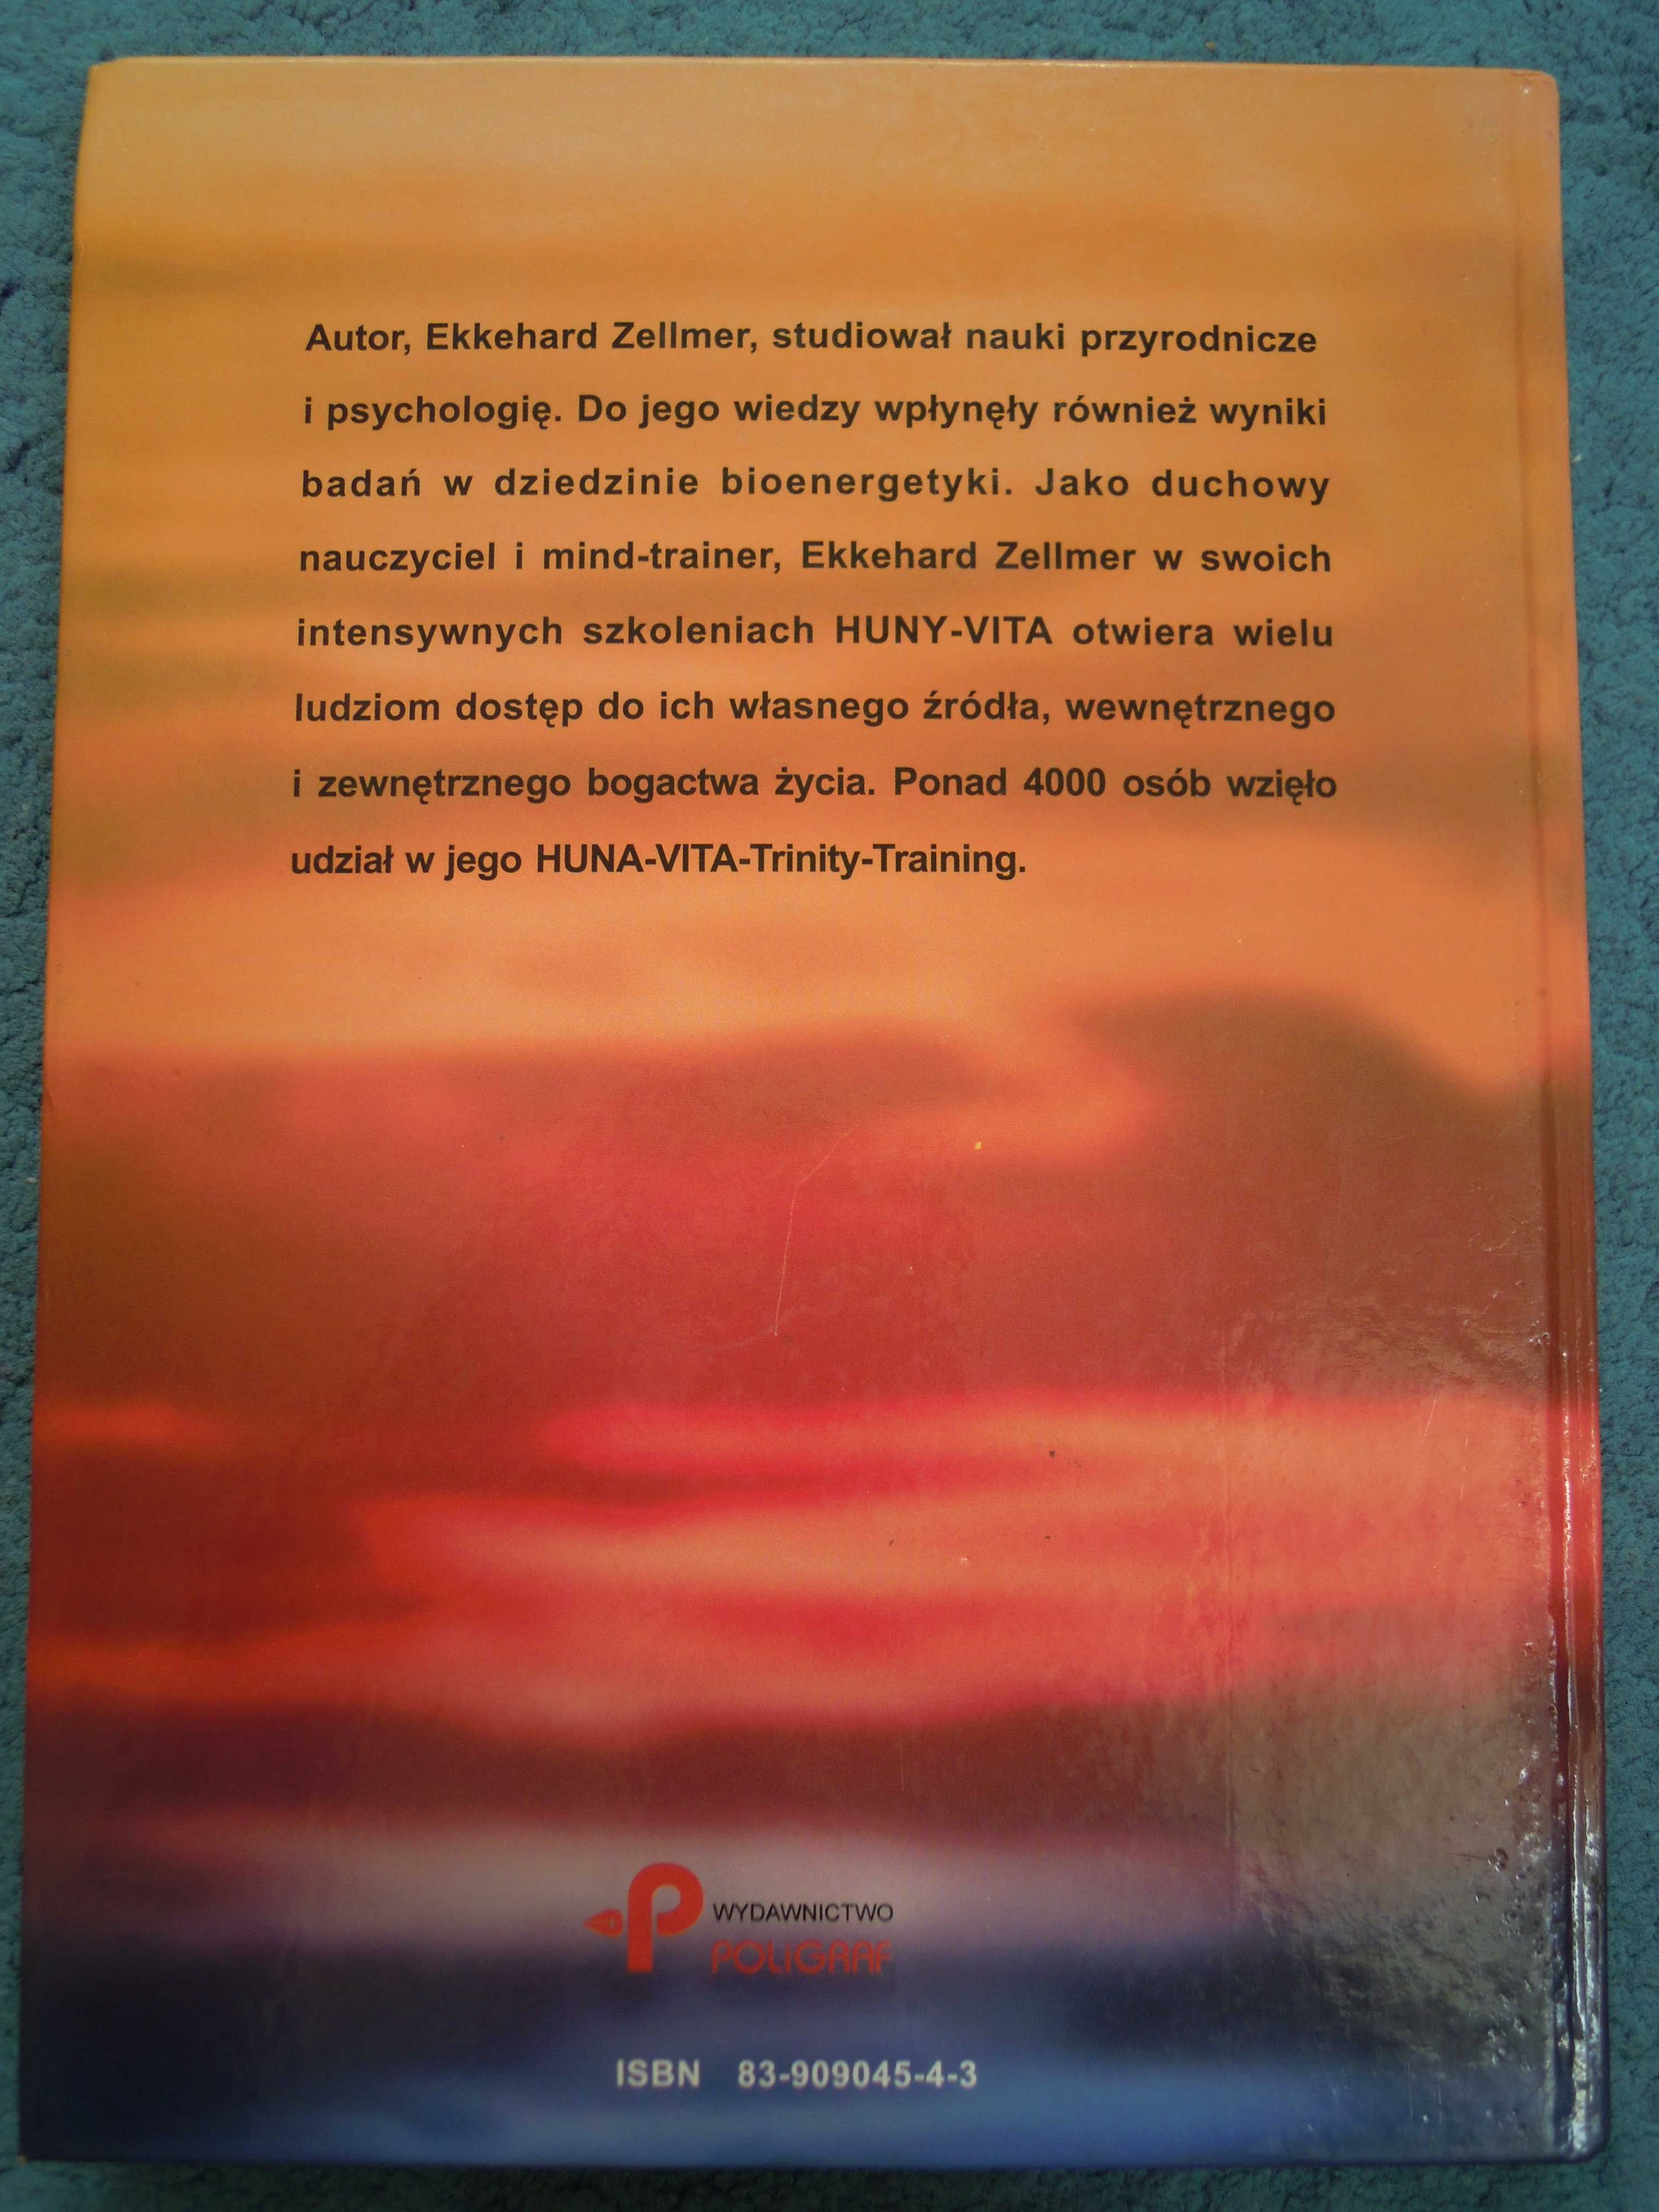 Autor, Ekkehard Zellmer, studiował nauki przyrodnicze
i psychologię. Do jego wiedzy wpłynęły również wyniki
badań w dziedzinie bioenergetyki. Jako duchowy
nauczyciel i mind-trainer, Ekkehard Zellmer w swoich
intensywnych szkoleniach HUNY-VITA otwiera wielu
ludziom dostęp do ich własnego źródła, wewnętrznego
i zewnętrznego bogactwa życia. Ponad 4000 osób wzięło
udział w jego HUNA-VITA-Trinity-Training.
WYDAWNICTWO
POLIGRAF
ISBN 83-909045-4-3